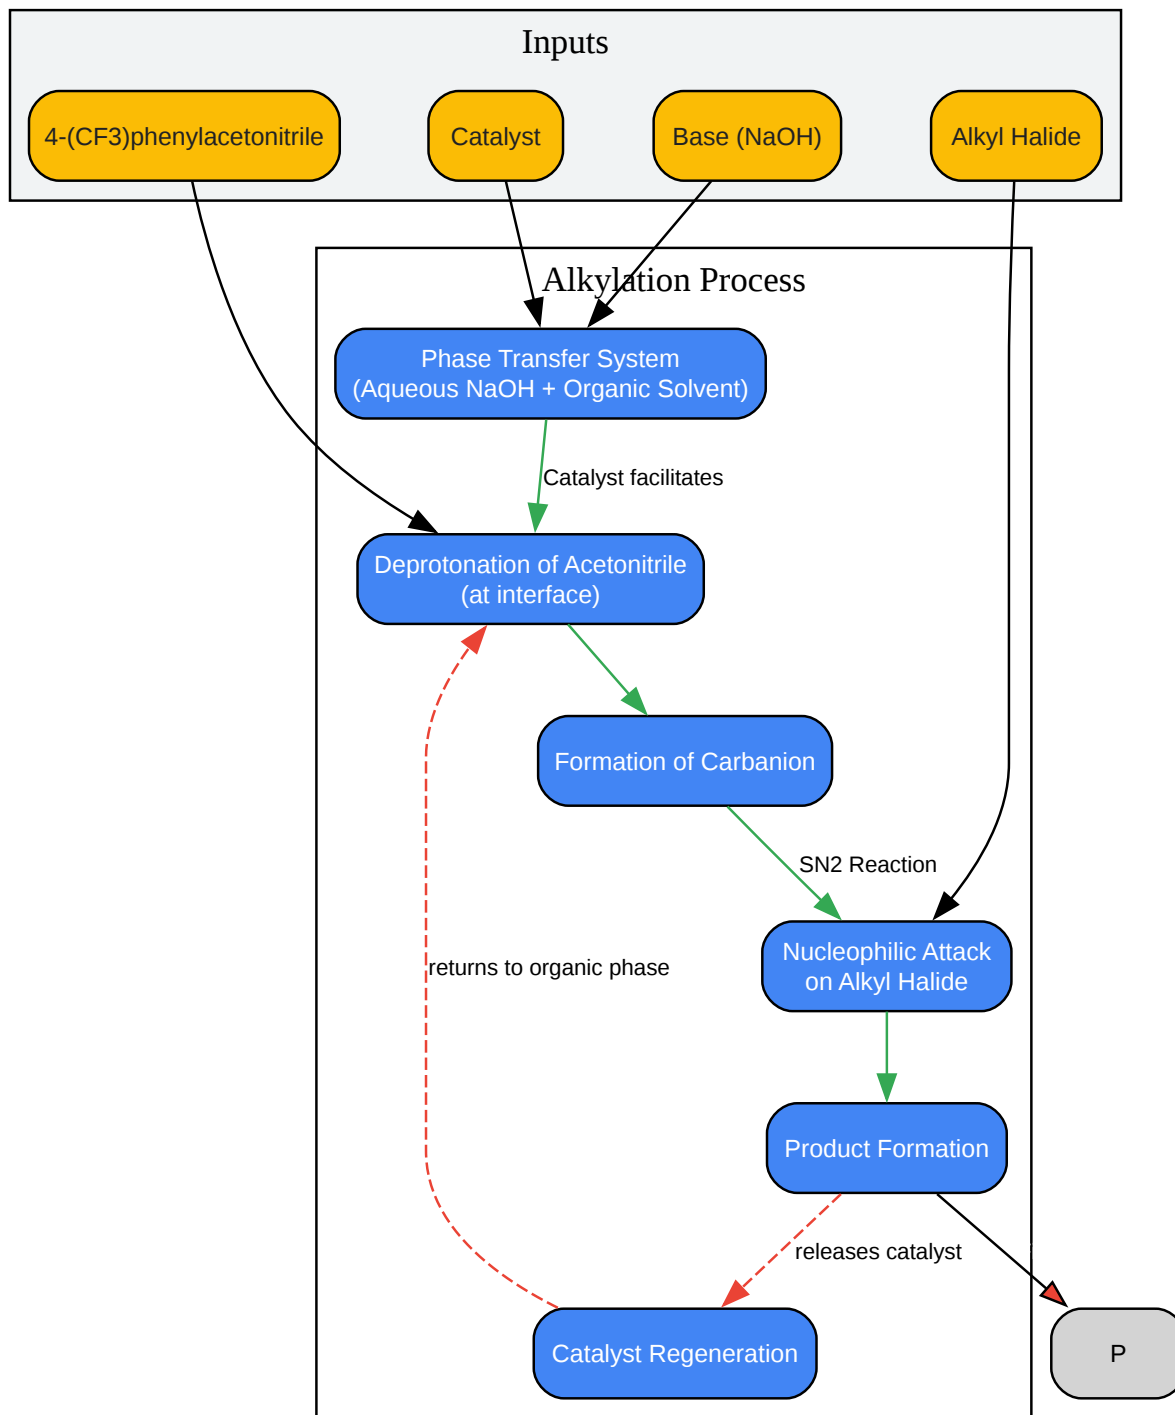 Inputs
4-(CF3)phenylacetonitrile
Catalyst
Base (NaOH)
Alkyl Halide
Alkylation Process
Phase Transfer System
(Aqueous NaOH + Organic Solvent)
Catalyst facilitates
Deprotonation of Acetonitrile
(at interface)
Formation of Carbanion
SN2 Reaction
Nucleophilic Attack
on Alkyl Halide
returns to organic phase
Product Formation
releases catalyst
Catalyst Regeneration
P